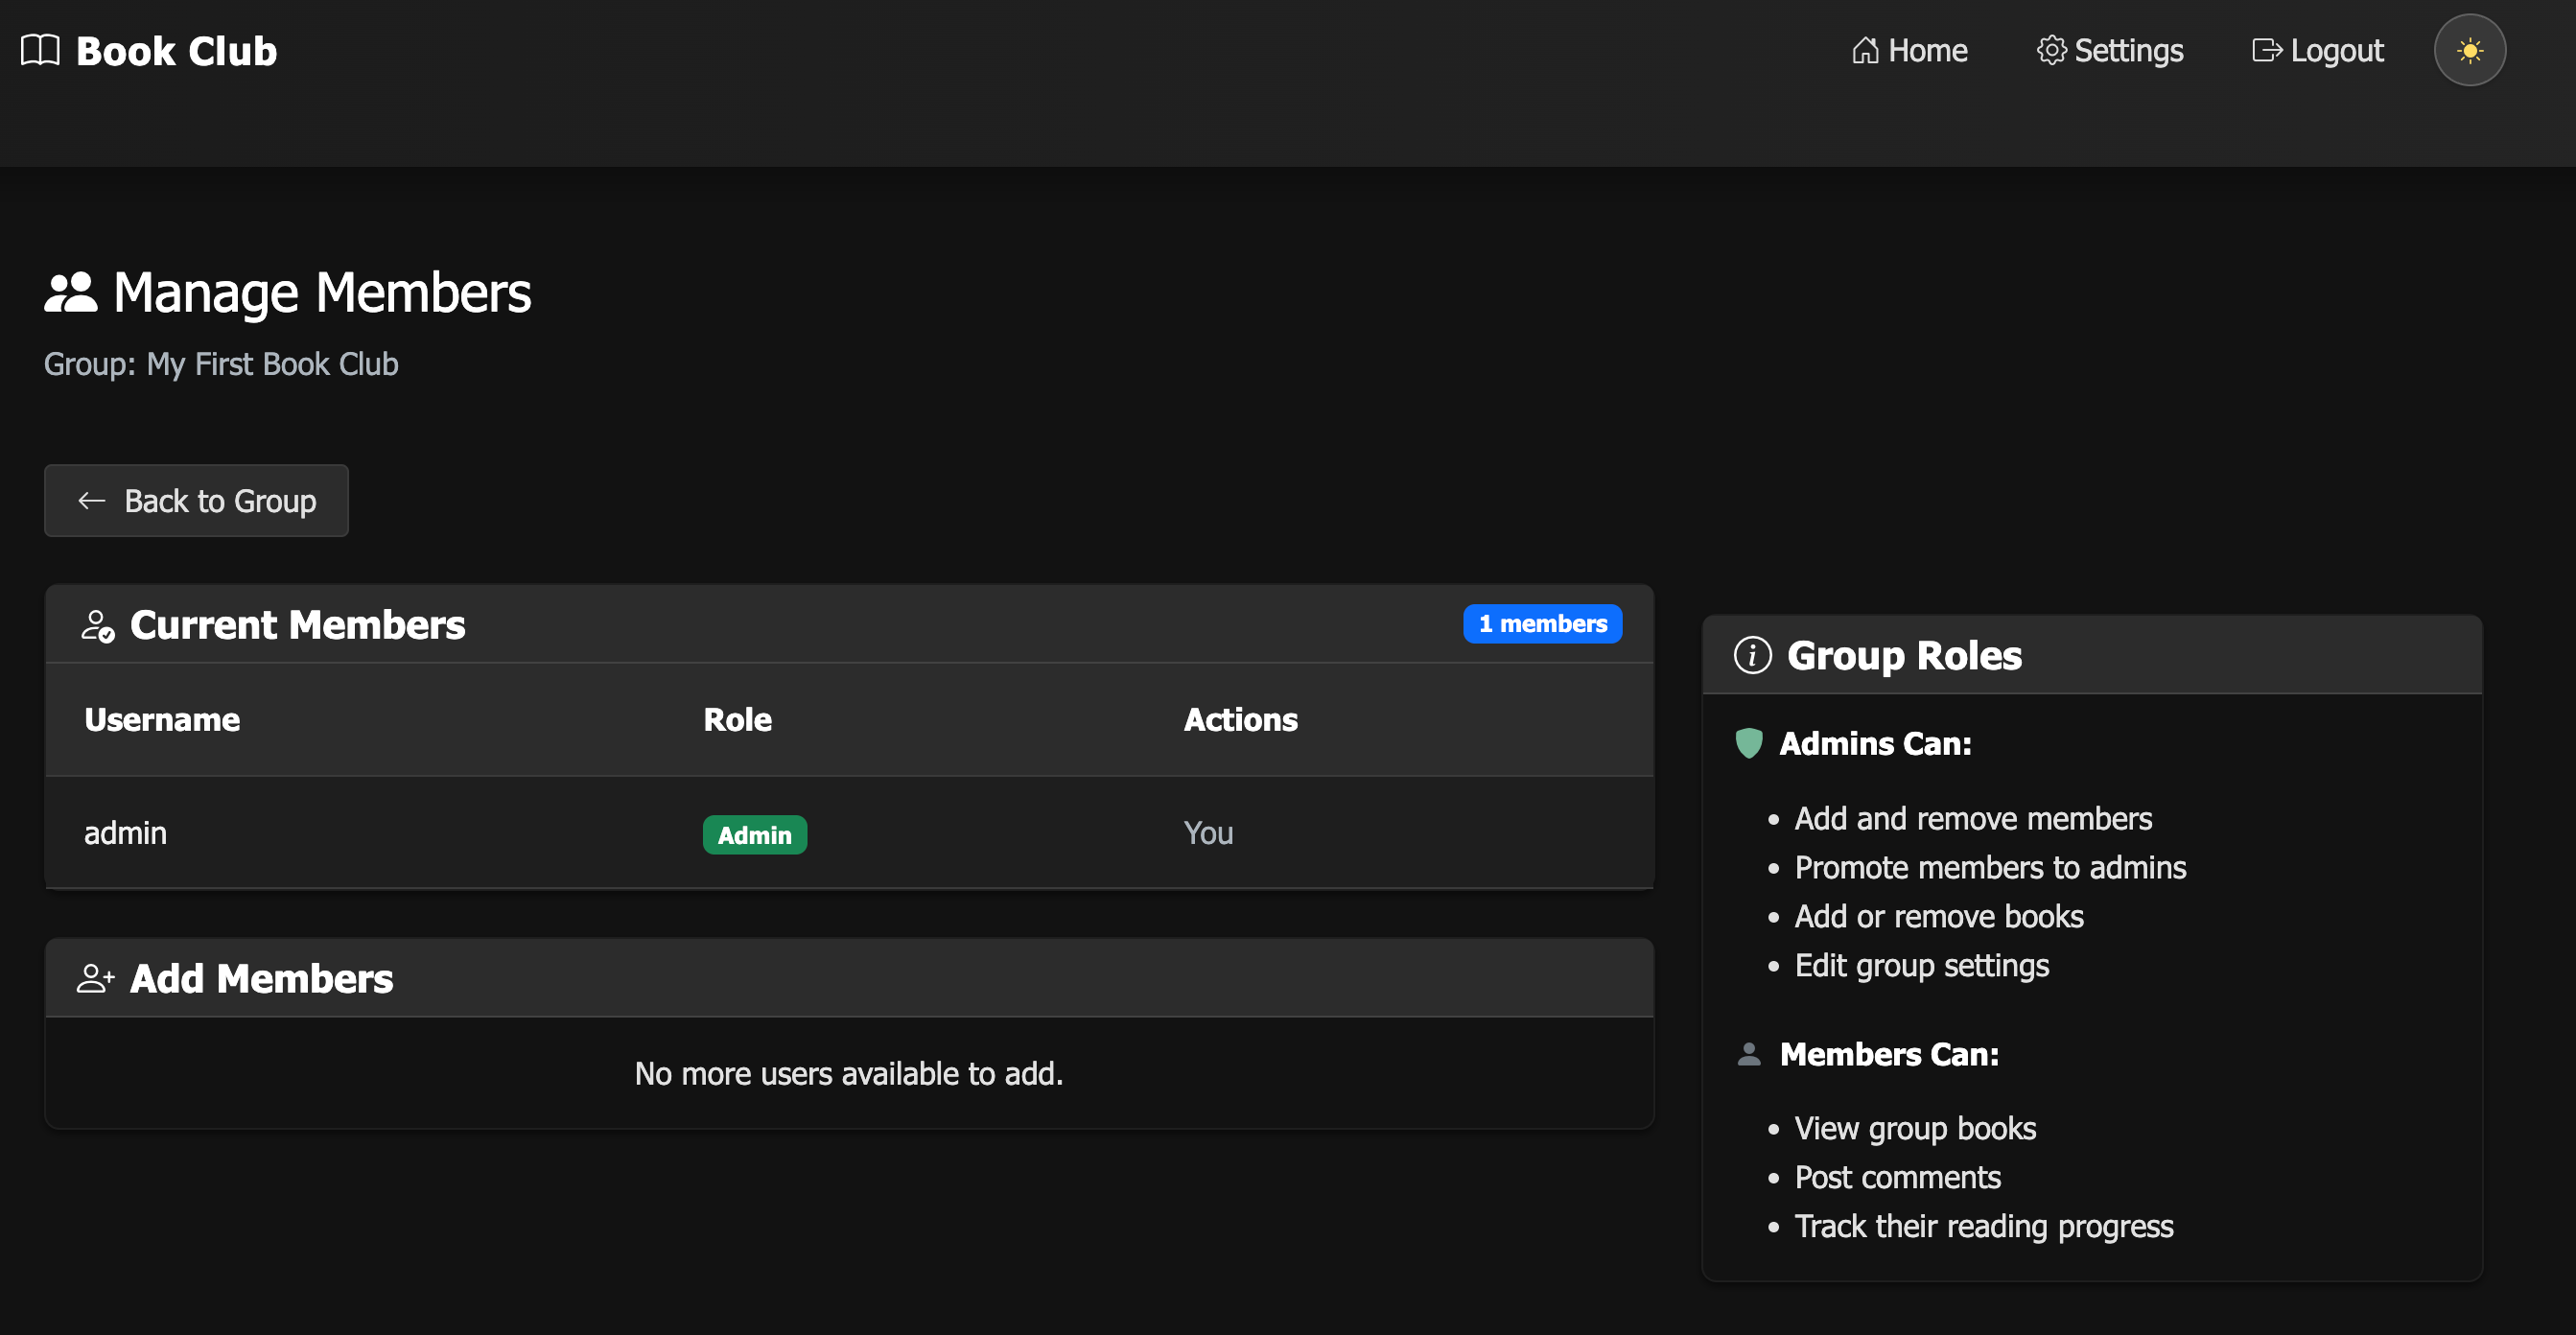 Book Club
Home
Settings
Logout
Manage Members
Group: My First Book Club
Back to Group
Current Members
1 members
Username Role Actions
admin Admin You
Add Members
No more users available to add.
Group Roles
Admins Can:
• Add and remove members
• Promote members to admins
• Add or remove books
• Edit group settings
Members Can:
• View group books
• Post comments
• Track their reading progress